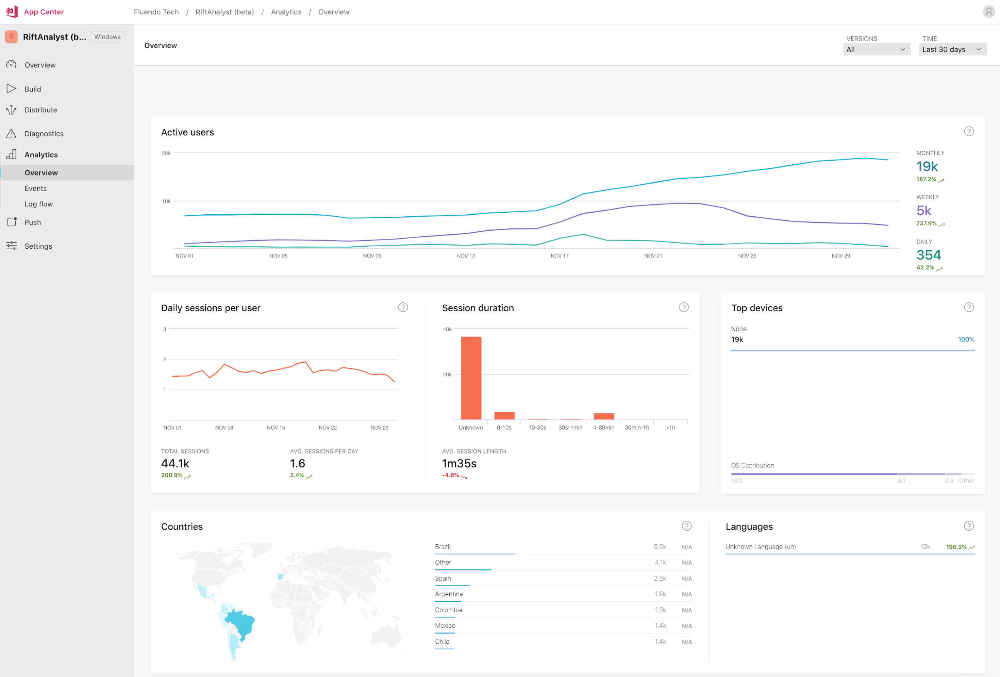 App Center
Fluendo Tech / RiftAnalyst (beta) / Analytics / Overview
R RiftAnalyst (b... Windows
Overview
Build
Distribute
Diagnostics
Analytics
Overview
Events
Log flow
Push
Settings
Overview
VERSIONS
All
TIME
Last 30 days
Active users
?
20k
10k
NOV 01 NOV 05 NOV 09 NOV 13 NOV 17 NOV 21 NOV 25 NOV 29
MONTHLY
19k
187.2%
WEEKLY
5k
737.9%
DAILY
354
42.2%
Daily sessions per user
?
3
2
1
NOV 01 NOV 08 NOV 15 NOV 22 NOV 29
TOTAL SESSIONS
44.1k
200.9%
AVG. SESSIONS PER DAY
1.6
2.4%
Session duration
?
40k
20k
Unknown 0-10s 10-30s 30s-1min 1-30min 30min-1h >1h
AVG. SESSION LENGTH
1m35s
-4.8%
Top devices
?
None
19k 100%
OS Distribution
10.0 6.1 6.3 Other
Countries
?
Brazil 5.9k N/A
Other 4.1k N/A
Spain 2.5k N/A
Argentina 1.9k N/A
Colombia 1.5k N/A
Mexico 1.4k N/A
Chile 1.4k N/A
Languages
?
Unknown Language (un) 19k 190.5%